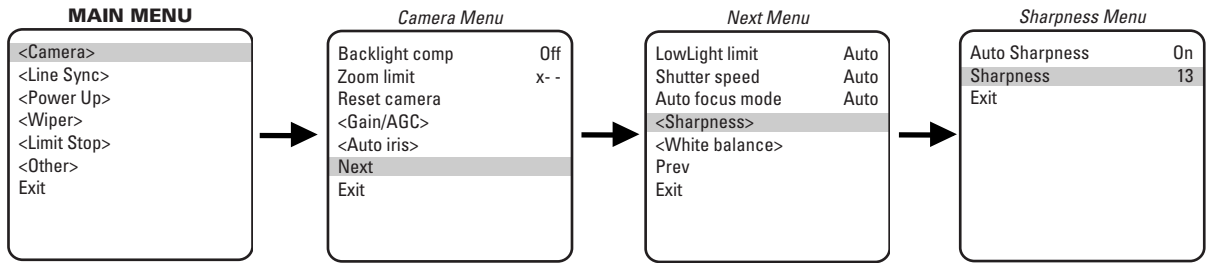 MAIN MENU
<Camera>
<Line Sync>
<Power Up>
<Wiper>
<Limit Stop>
<Other>
Exit
Camera Menu
Backlight comp Off
Zoom limit x- -
Reset camera
<Gain/AGC>
<Auto iris>
Next
Exit
Next Menu
LowLight limit Auto
Shutter speed Auto
Auto focus mode Auto
<Sharpness>
<White balance>
Prev
Exit
Sharpness Menu
Auto Sharpness On
Sharpness 13
Exit